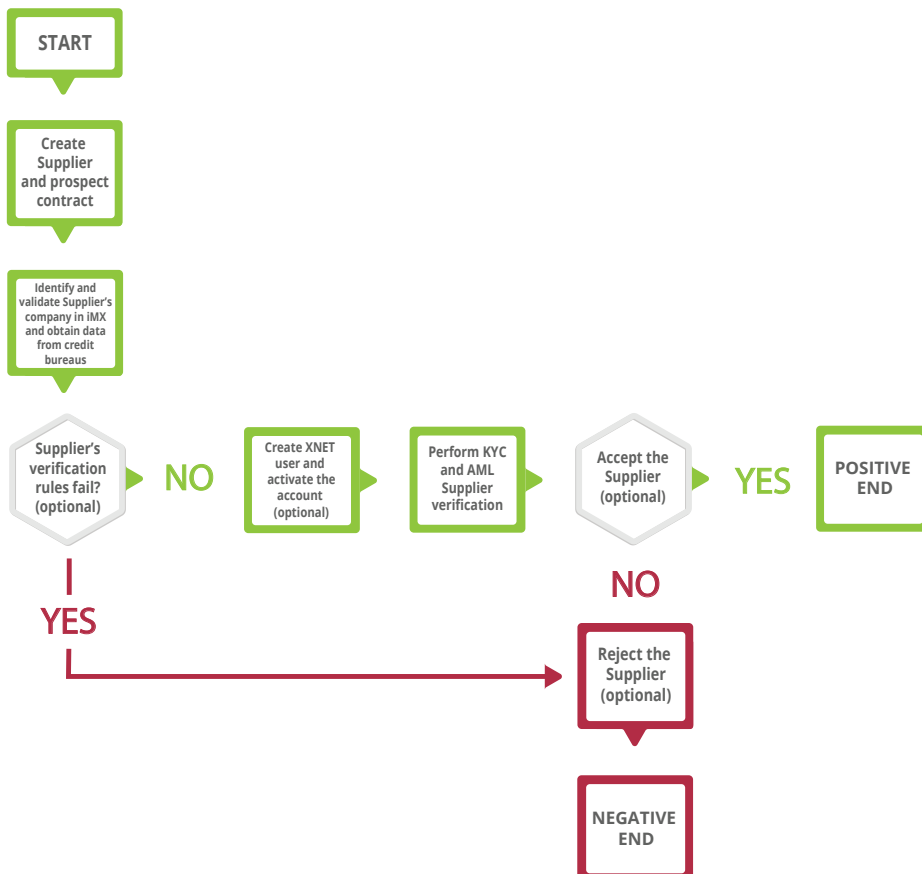 START
Create
Supplier
and prospect
contract
Identify and
validate Supplier's
company in iMX
and obtain data
from credit
bureaus
Supplier's
verification
rules fail?
(optional)
NO
Create XNET
user and
activate the
account
(optional)
Perform KYC
and AML
Supplier
verification
Accept the
Supplier
(optional)
YES
POSITIVE
END
YES
NO
Reject the
Supplier
(optional)
NEGATIVE
END